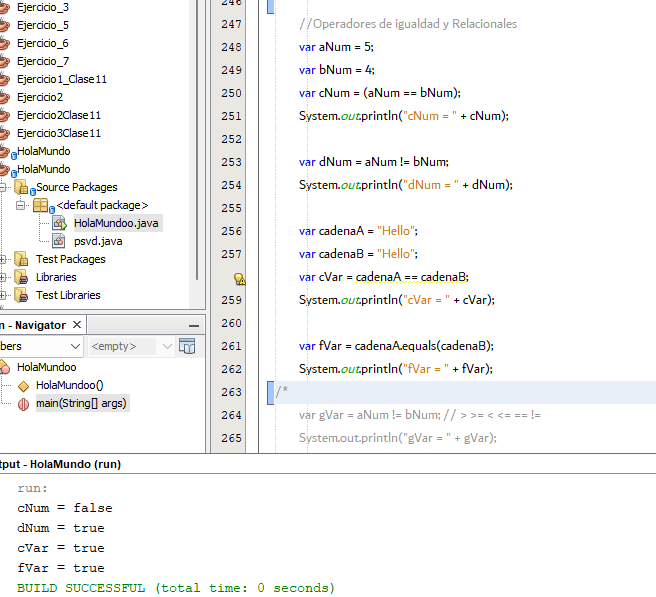 Ejercicio_3
Ejercicio_5
Ejercicio_6
Ejercicio_7
Ejercicio1_Clase11
Ejercicio2
Ejercicio2Clase11
Ejercicio3Clase11
HolaMundo
HolaMundo
Source Packages
<default package>
HolaMundoo.java
psvd.java
Test Packages
Libraries
Test Libraries
n - Navigator
bers
<empty>
HolaMundoo
HolaMundoo()
main(String[] args)
246
247 //Operadores de igualdad y Relacionales
248 var aNum = 5;
249 var bNum = 4;
250 var cNum = (aNum == bNum);
251 System.out.println("cNum = " + cNum);
252
253 var dNum = aNum != bNum;
254 System.out.println("dNum = " + dNum);
255
256 var cadenaA = "Hello";
257 var cadenaB = "Hello";
var cVar = cadenaA == cadenaB;
259 System.out.println("cVar = " + cVar);
260
261 var fVar = cadenaA.equals(cadenaB);
262 System.out.println("fVar = " + fVar);
263 /*
264 var gVar = aNum != bNum; // > >= < <= == !=
265 System.out.println("gVar = " + gVar);
tput - HolaMundo (run)
run:
cNum = false
dNum = true
cVar = true
fVar = true
BUILD SUCCESSFUL (total time: 0 seconds)